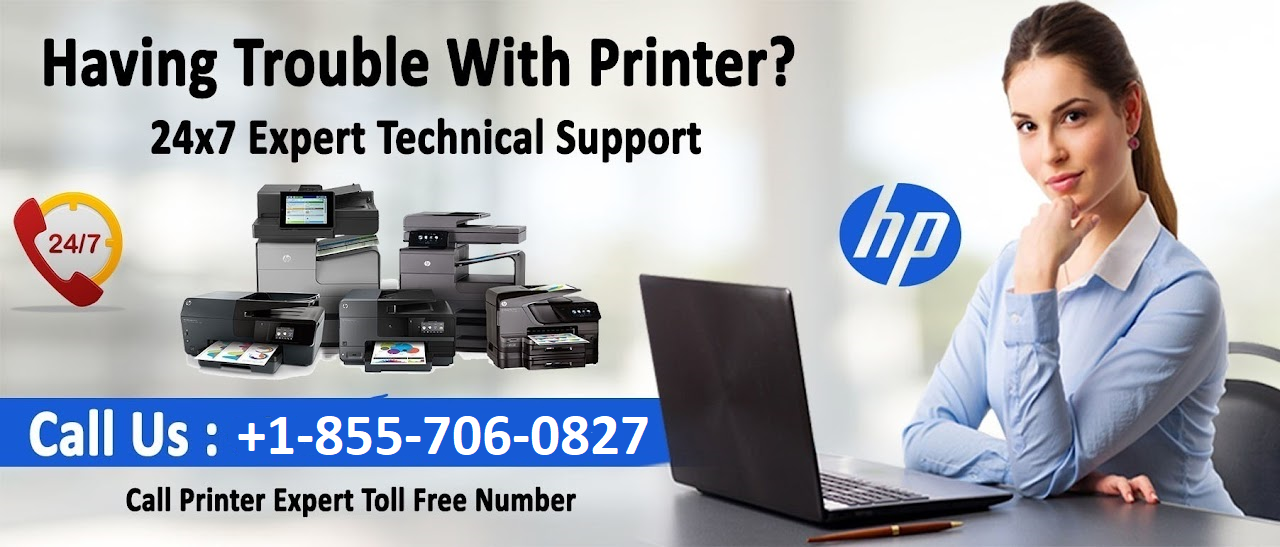 Having Trouble With Printer?
24x7 Expert Technical Support
24/7
hp
Call Us : +1-855-706-0827
Call Printer Expert Toll Free Number